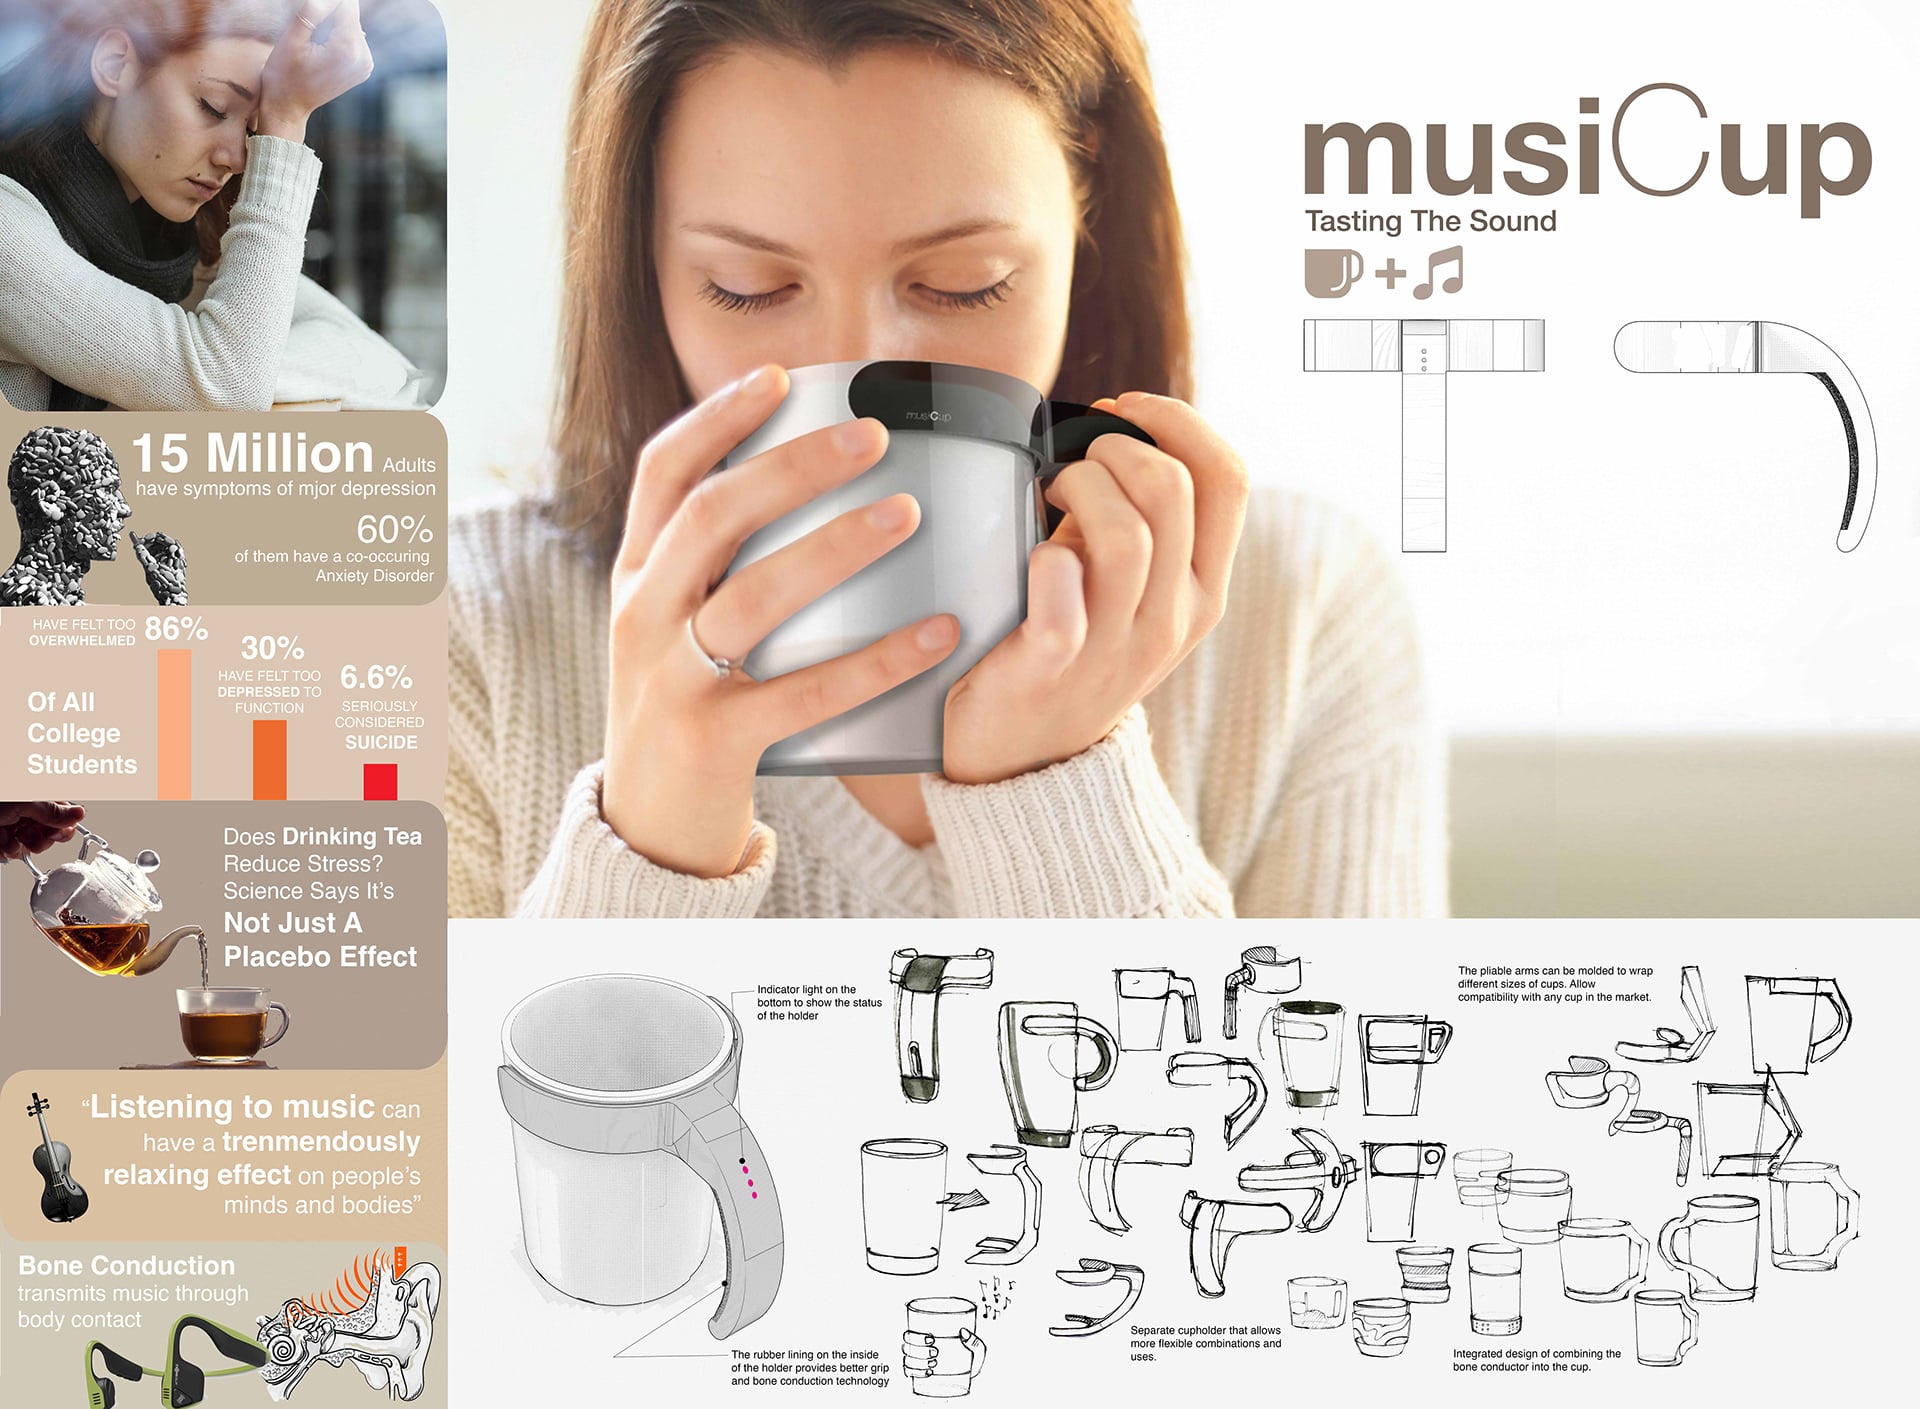 musiCup
Tasting The Sound
musiCup
15 Million Adults
have symptoms of mjor depression
60%
of them have a co-occuring
Anxiety Disorder
HAVE FELT TOO
OVERWHELMED
86%
30%
HAVE FELT TOO
DEPRESSED TO
FUNCTION
6.6%
SERIOUSLY
CONSIDERED
SUICIDE
Of All
College
Students
Does Drinking Tea
Reduce Stress?
Science Says It's
Not Just A
Placebo Effect
“Listening to music can
have a trenmendously
relaxing effect on people's
minds and bodies”
Bone Conduction
transmits music through
body contact
Indicator light on the
bottom to show the status
of the holder
The rubber lining on the inside
of the holder provides better grip
and bone conduction technology
The pliable arms can be molded to wrap
different sizes of cups. Allow
compatibility with any cup in the market.
Separate cupholder that allows
more flexible combinations and
uses.
Integrated design of combining the
bone conductor into the cup.